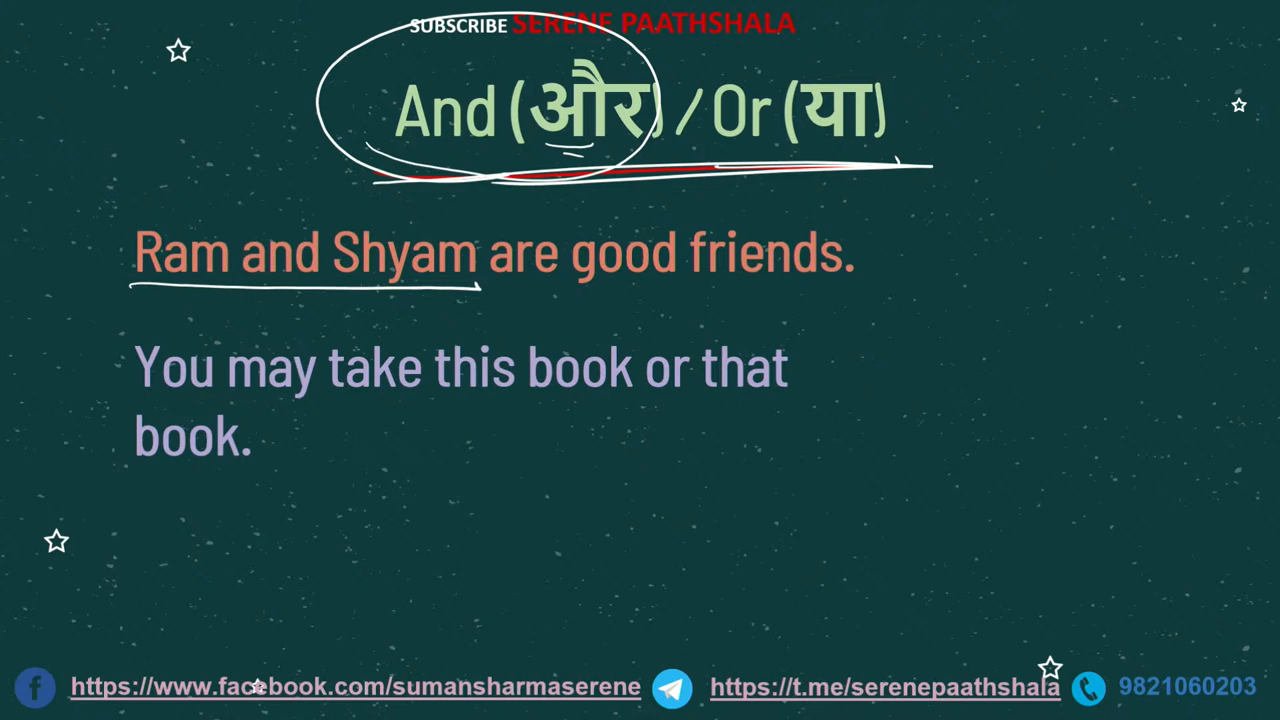 SUBSCRIBE SERENE PAATHSHALA
And (और) / Or (या)
Ram and Shyam are good friends.
You may take this book or that
book.
https://www.facebook.com/sumansharmaserene https://t.me/serenepaathshala 9821060203